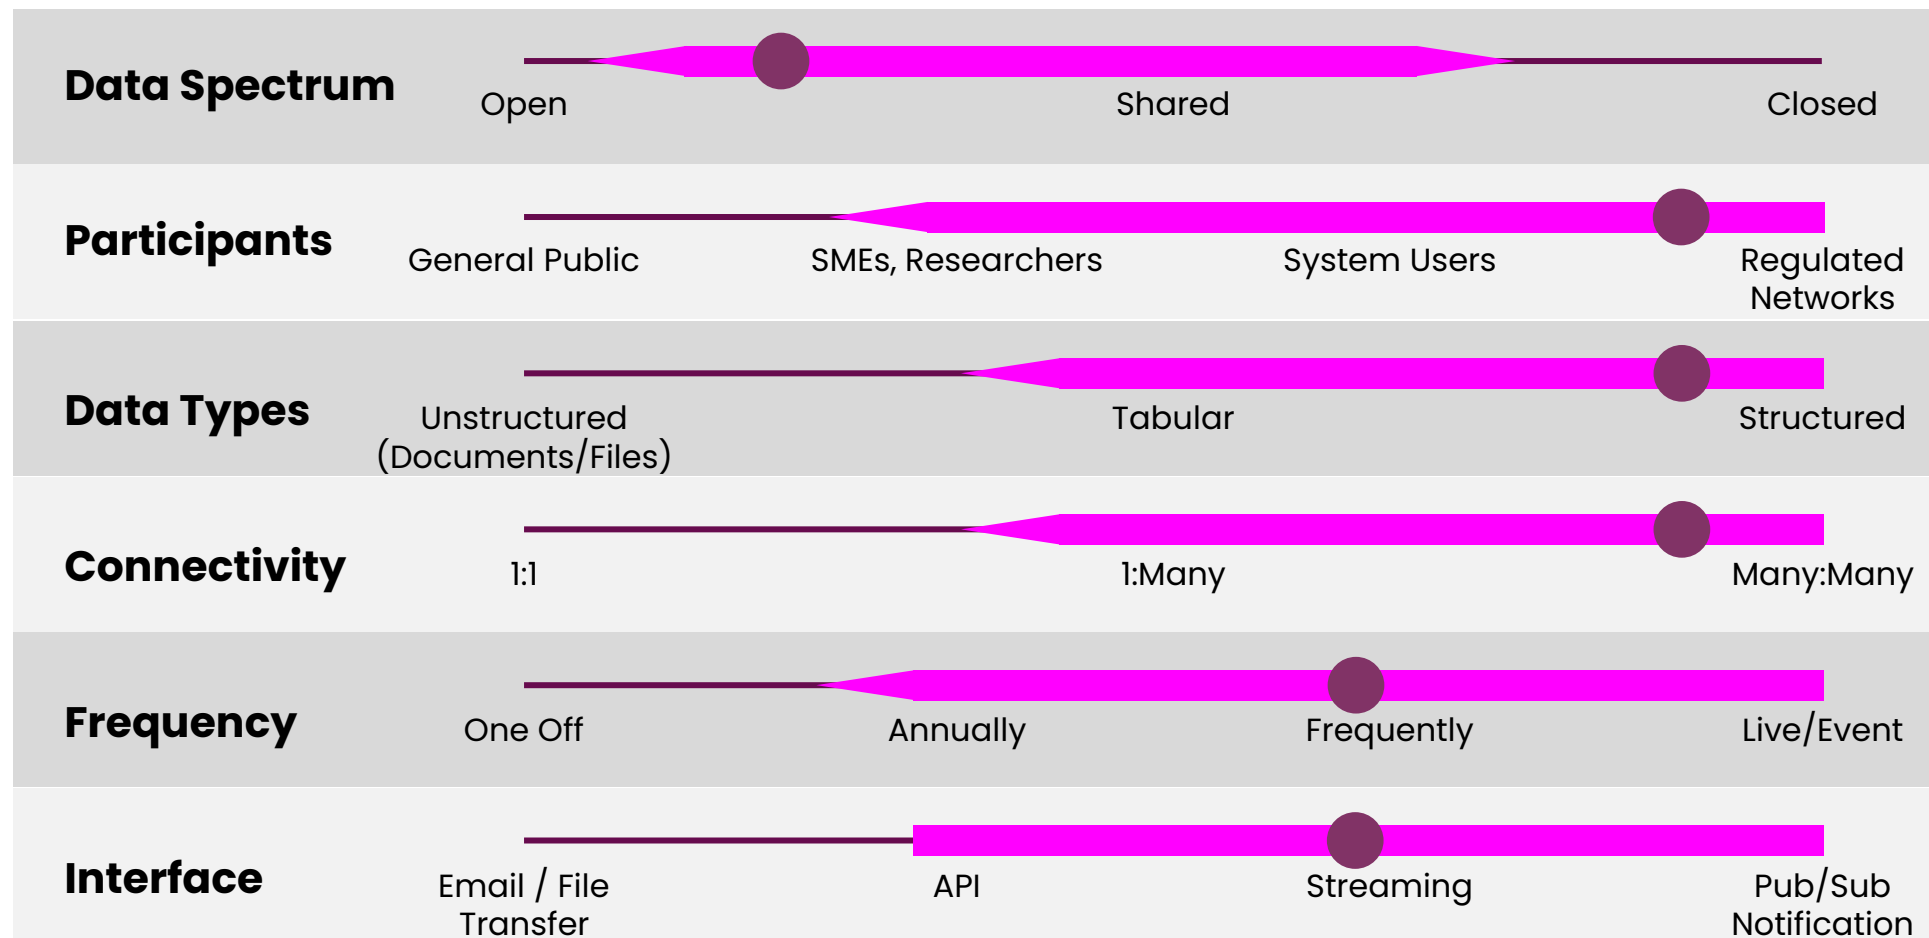 Data Spectrum
Open
Shared
Closed
Participants
General Public
SMEs, Researchers
System Users
Regulated
Networks
Data Types
Unstructured
(Documents/Files)
Tabular
Structured
Connectivity
1:1
1:Many
Many:Many
Frequency
One Off
Annually
Frequently
Live/Event
Interface
Email / File
Transfer
API
Streaming
Pub/Sub
Notification